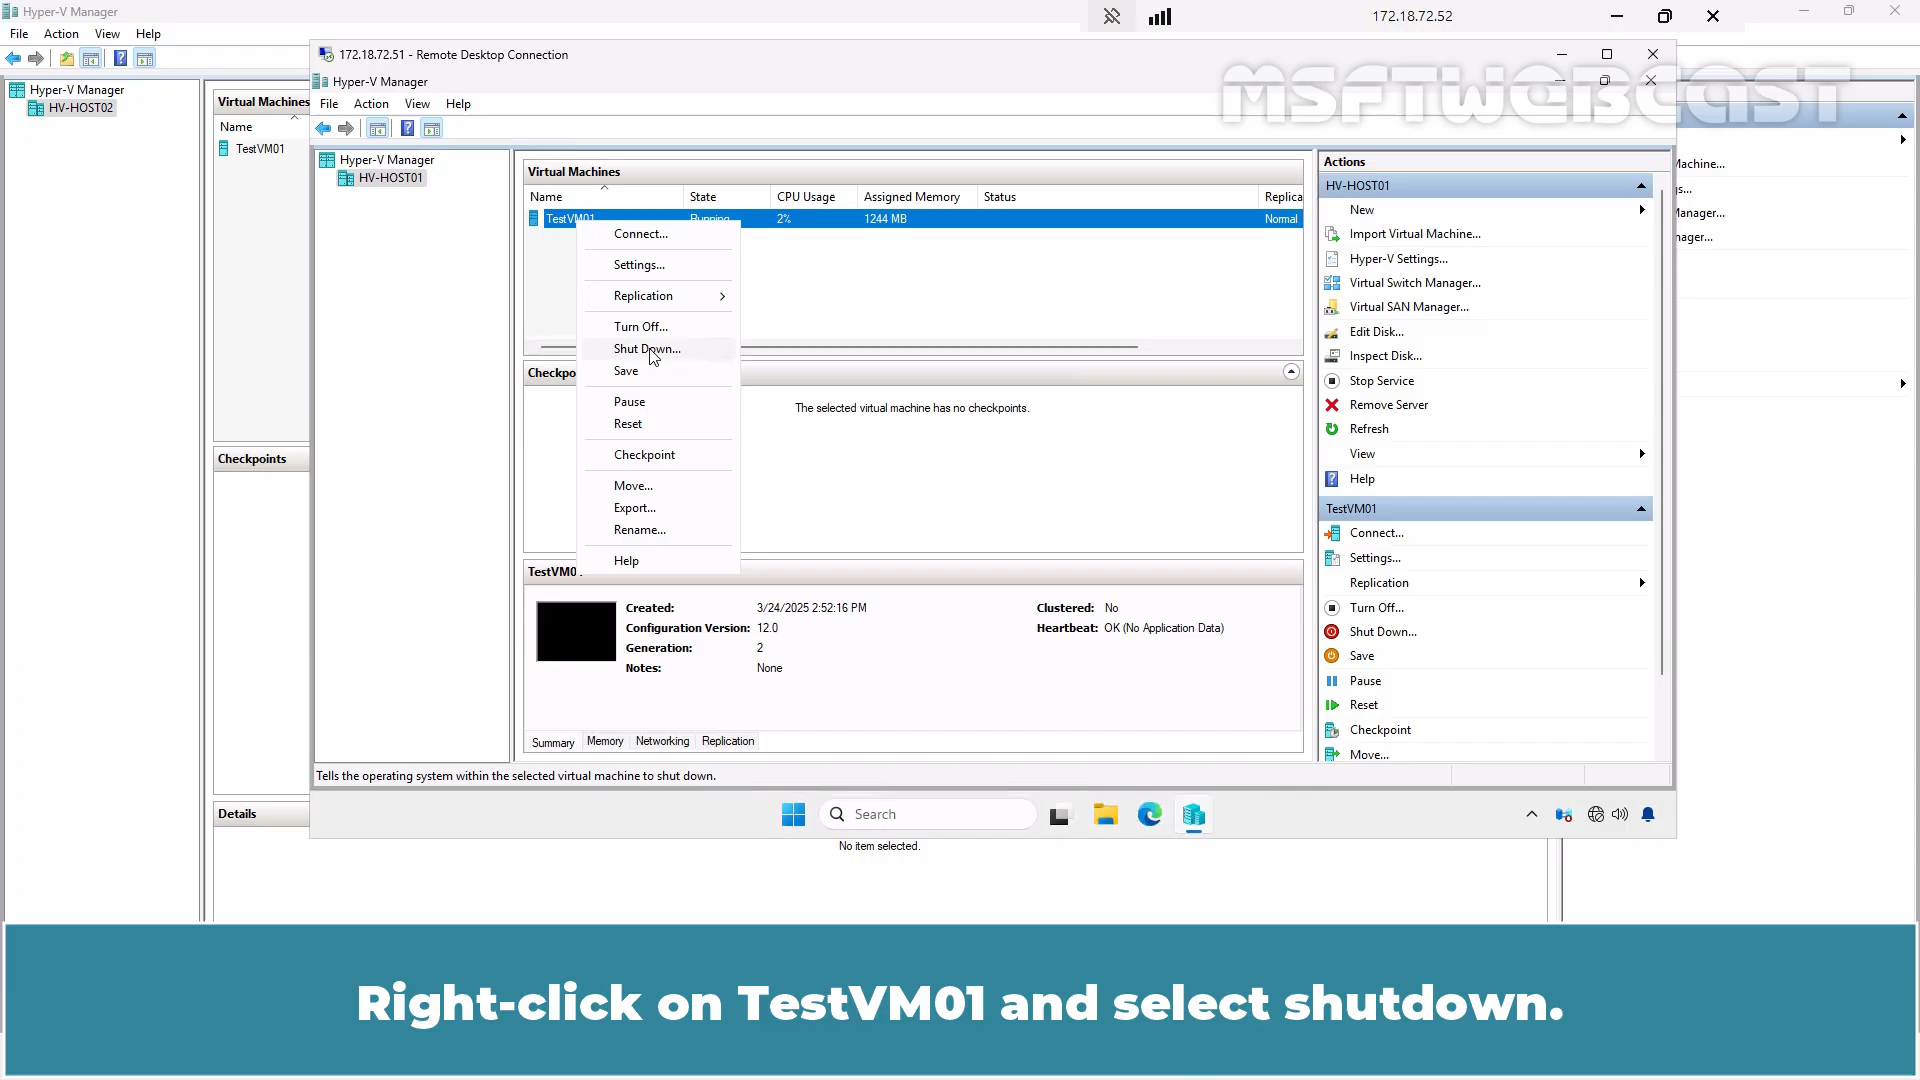 Hyper-V Manager
172.18.72.52
File Action View Help
Hyper-V Manager
HV-HOST02
Virtual Machines
Name
TestVM01
Checkpoints
Details
No item selected.
172.18.72.51 - Remote Desktop Connection
Hyper-V Manager
MSFTWEBCAST
File Action View Help
Hyper-V Manager
HV-HOST01
Virtual Machines
Name State CPU Usage Assigned Memory Status Replica
TestVM01 Running 2% 1244 MB Normal
Connect...
Settings...
Replication
Turn Off...
Shut Down...
Save
Pause
Reset
Checkpoint
Move...
Export...
Rename...
Help
Checkpo
The selected virtual machine has no checkpoints.
TestVM01
Created: 3/24/2025 2:52:16 PM Clustered: No
Configuration Version: 12.0 Heartbeat: OK (No Application Data)
Generation: 2
Notes: None
Summary Memory Networking Replication
Actions
HV-HOST01
New
Import Virtual Machine...
Hyper-V Settings...
Virtual Switch Manager...
Virtual SAN Manager...
Edit Disk...
Inspect Disk...
Stop Service
Remove Server
Refresh
View
Help
TestVM01
Connect...
Settings...
Replication
Turn Off...
Shut Down...
Save
Pause
Reset
Checkpoint
Move...
Machine...
s...
Manager...
nager...
Tells the operating system within the selected virtual machine to shut down.
Search
Right-click on TestVM01 and select shutdown.